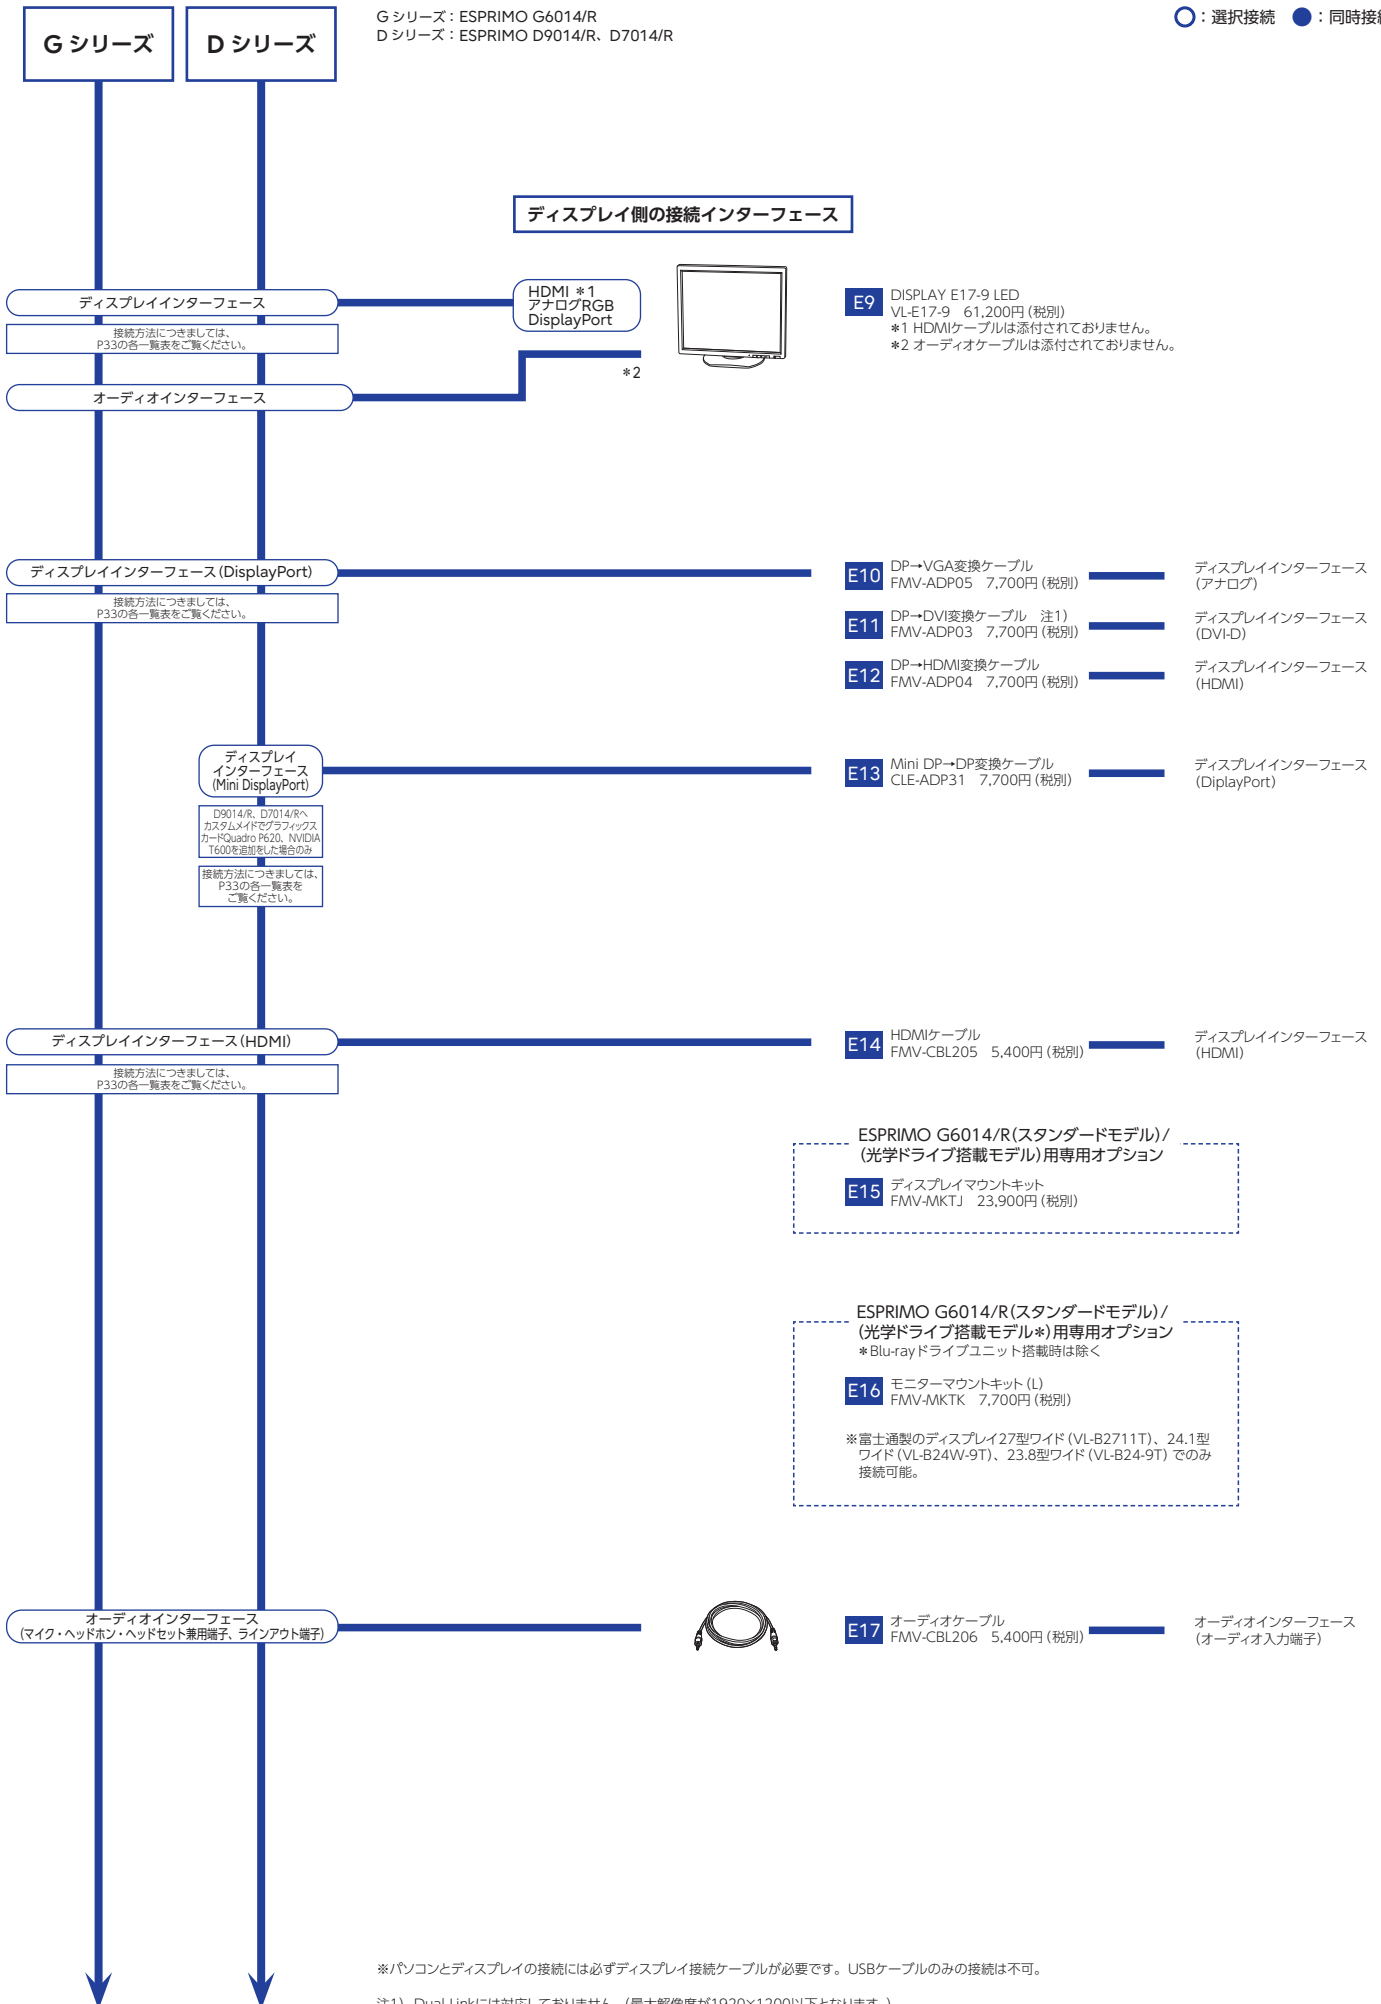 G シリーズ
D シリーズ
G シリーズ：ESPRIMO G6014/R
D シリーズ：ESPRIMO D9014/R、D7014/R
：選択接続
：同時接
ディスプレイ側の接続インターフェース
ディスプレイインターフェース
接続方法につきましては、
P33の各一覧表をご覧ください。
オーディオインターフェース
HDMI ＊1
アナログRGB
DisplayPort
＊2
E9
DISPLAY E17-9 LED
VL-E17-9　61,200円（税別）
＊1 HDMIケーブルは添付されておりません。
＊2 オーディオケーブルは添付されておりません。
ディスプレイインターフェース（DisplayPort）
接続方法につきましては、
P33の各一覧表をご覧ください。
E10
DP→VGA変換ケーブル
FMV-ADP05　7,700円（税別）
ディスプレイインターフェース
（アナログ）
E11
DP→DVI変換ケーブル　注1）
FMV-ADP03　7,700円（税別）
ディスプレイインターフェース
（DVI-D）
E12
DP→HDMI変換ケーブル
FMV-ADP04　7,700円（税別）
ディスプレイインターフェース
（HDMI）
ディスプレイ
インターフェース
（Mini DisplayPort）
D9014/R、D7014/Rへ
カスタムメイドでグラフィックス
カードQuadro P620、NVIDIA
T600を追加をした場合のみ
接続方法につきましては、
P33の各一覧表を
ご覧ください。
E13
Mini DP→DP変換ケーブル
CLE-ADP31　7,700円（税別）
ディスプレイインターフェース
（DiplayPort）
ディスプレイインターフェース（HDMI）
接続方法につきましては、
P33の各一覧表をご覧ください。
E14
HDMIケーブル
FMV-CBL205　5,400円（税別）
ディスプレイインターフェース
（HDMI）
ESPRIMO G6014/R（スタンダードモデル）/
（光学ドライブ搭載モデル）用専用オプション
E15
ディスプレイマウントキット
FMV-MKTJ　23,900円（税別）
ESPRIMO G6014/R（スタンダードモデル）/
（光学ドライブ搭載モデル＊）用専用オプション
＊Blu-rayドライブユニット搭載時は除く
E16
モニターマウントキット（L）
FMV-MKTK　7,700円（税別）
※富士通製のディスプレイ27型ワイド（VL-B2711T）、24.1型
ワイド（VL-B24W-9T）、23.8型ワイド（VL-B24-9T）でのみ
接続可能。
オーディオインターフェース
（マイク・ヘッドホン・ヘッドセット兼用端子、ラインアウト端子）
E17
オーディオケーブル
FMV-CBL206　5,400円（税別）
オーディオインターフェース
（オーディオ入力端子）
※パソコンとディスプレイの接続には必ずディスプレイ接続ケーブルが必要です。USBケーブルのみの接続は不可。
注1）Dual Linkには対応しておりません。（最大解像度が1920×1200以下となります。）